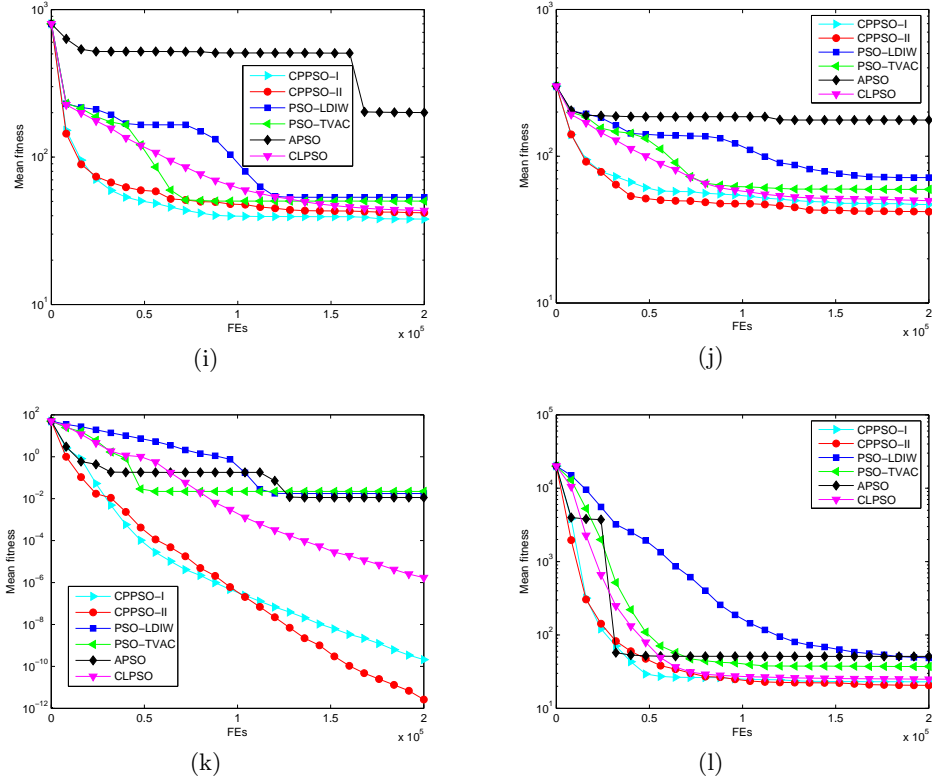 10^3
10^2
10^1
Mean fitness
0
0.5
1
1.5
2
x 10^5
FEs
CPPSO-I
CPPSO-II
PSO-LDIW
PSO-TVAC
APSO
CLPSO
(i)
10^3
10^2
10^1
Mean fitness
0
0.5
1
1.5
2
x 10^5
FEs
CPPSO-I
CPPSO-II
PSO-LDIW
PSO-TVAC
APSO
CLPSO
(j)
10^2
10^0
10^-2
10^-4
10^-6
10^-8
10^-10
10^-12
Mean fitness
0
0.5
1
1.5
2
x 10^5
FEs
CPPSO-I
CPPSO-II
PSO-LDIW
PSO-TVAC
APSO
CLPSO
(k)
10^5
10^4
10^3
10^2
10^1
Mean fitness
0
0.5
1
1.5
2
x 10^5
FEs
CPPSO-I
CPPSO-II
PSO-LDIW
PSO-TVAC
APSO
CLPSO
(l)